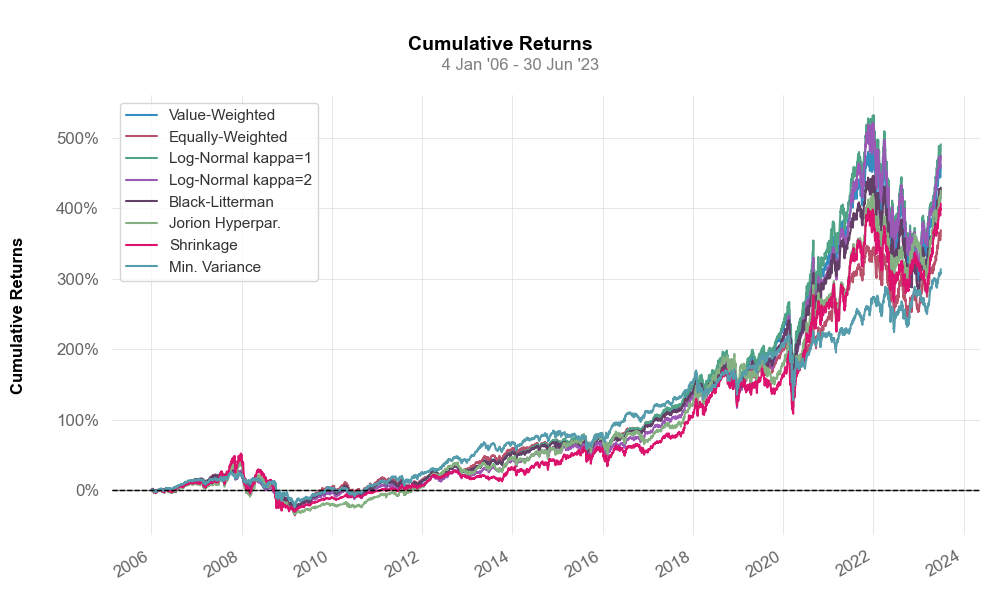 Cumulative Returns
4 Jan '06 - 30 Jun '23
Cumulative Returns
500%
400%
300%
200%
100%
0%
Value-Weighted
Equally-Weighted
Log-Normal kappa=1
Log-Normal kappa=2
Black-Litterman
Jorion Hyperpar.
Shrinkage
Min. Variance
2006
2008
2010
2012
2014
2016
2018
2020
2022
2024